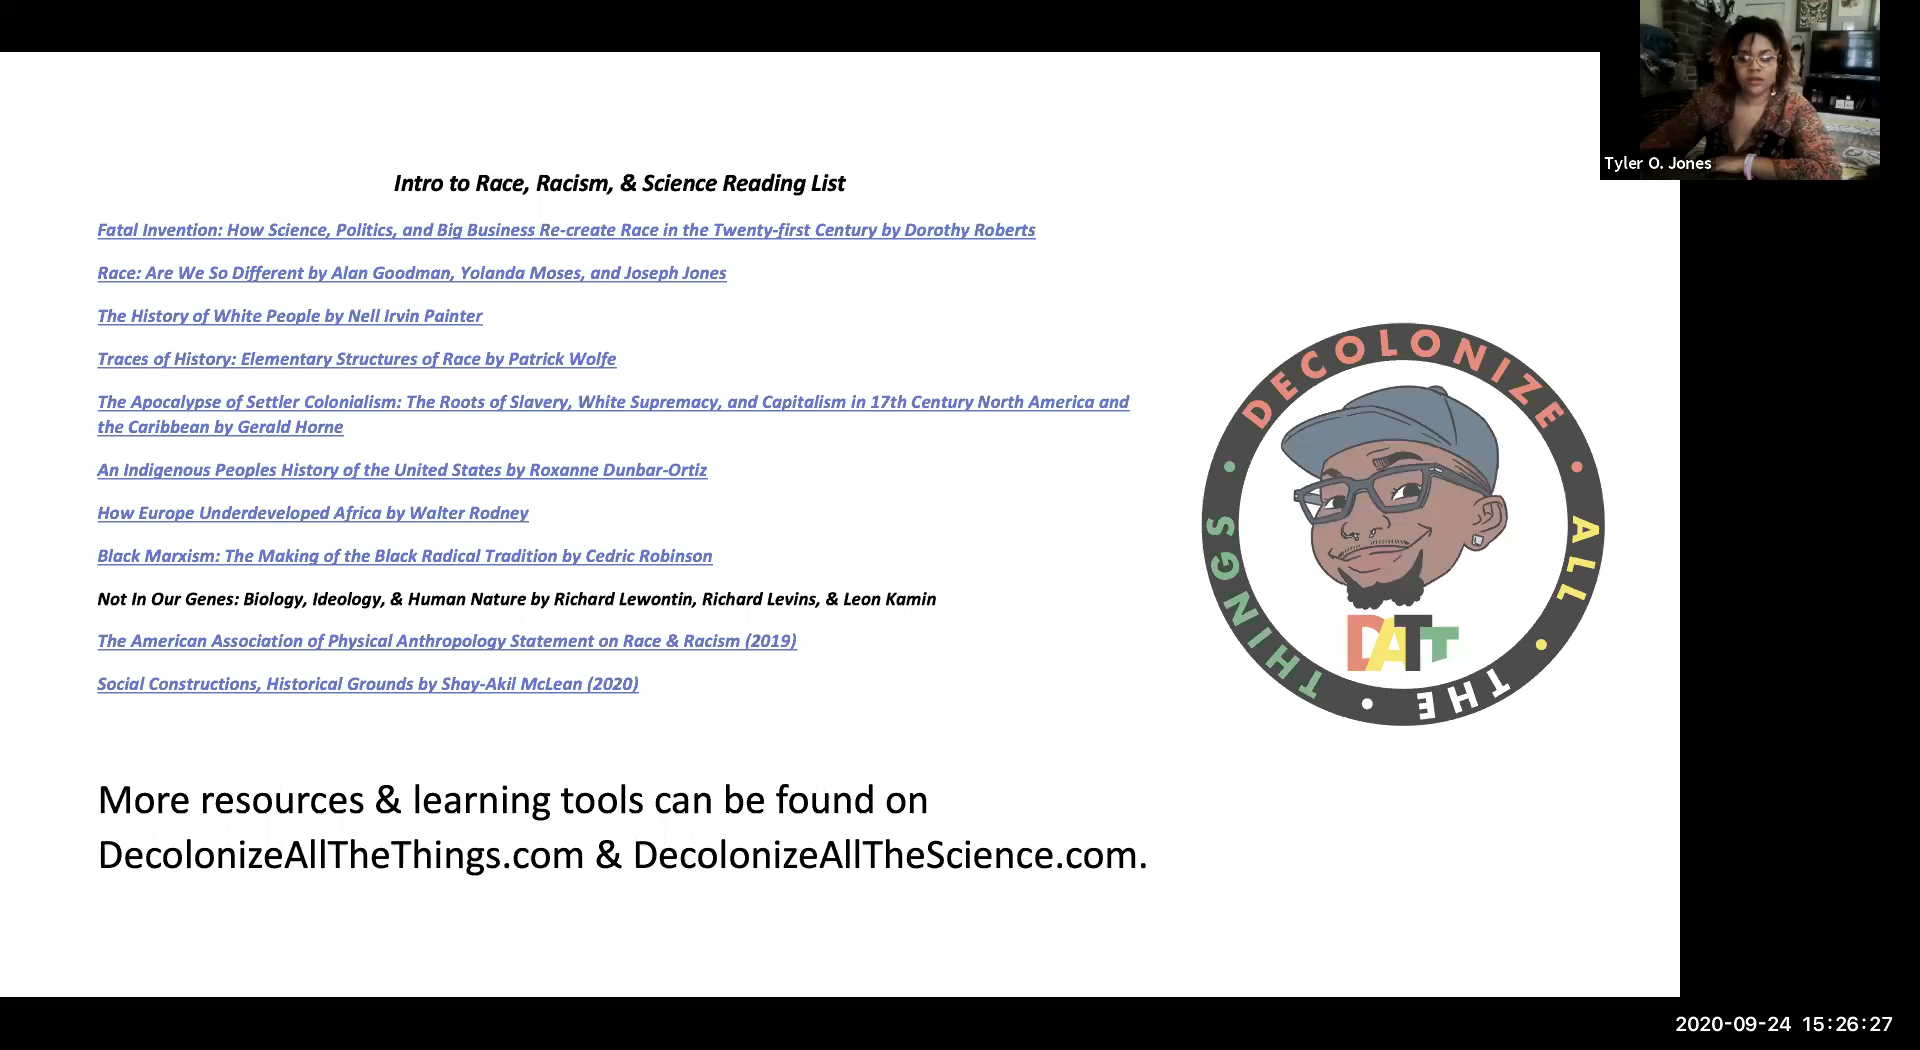 Tyler O. Jones
Intro to Race, Racism, & Science Reading List
Fatal Invention: How Science, Politics, and Big Business Re-create Race in the Twenty-first Century by Dorothy Roberts
Race: Are We So Different by Alan Goodman, Yolanda Moses, and Joseph Jones
The History of White People by Nell Irvin Painter
Traces of History: Elementary Structures of Race by Patrick Wolfe
The Apocalypse of Settler Colonialism: The Roots of Slavery, White Supremacy, and Capitalism in 17th Century North America and
the Caribbean by Gerald Horne
An Indigenous Peoples History of the United States by Roxanne Dunbar-Ortiz
How Europe Underdeveloped Africa by Walter Rodney
Black Marxism: The Making of the Black Radical Tradition by Cedric Robinson
Not In Our Genes: Biology, Ideology, & Human Nature by Richard Lewontin, Richard Levins, & Leon Kamin
The American Association of Physical Anthropology Statement on Race & Racism (2019)
Social Constructions, Historical Grounds by Shay-Akil McLean (2020)
DECOLONIZE • ALL • THE • THINGS •
DATT
More resources & learning tools can be found on
DecolonizeAllTheThings.com & DecolonizeAllTheScience.com.
2020-09-24 15:26:27